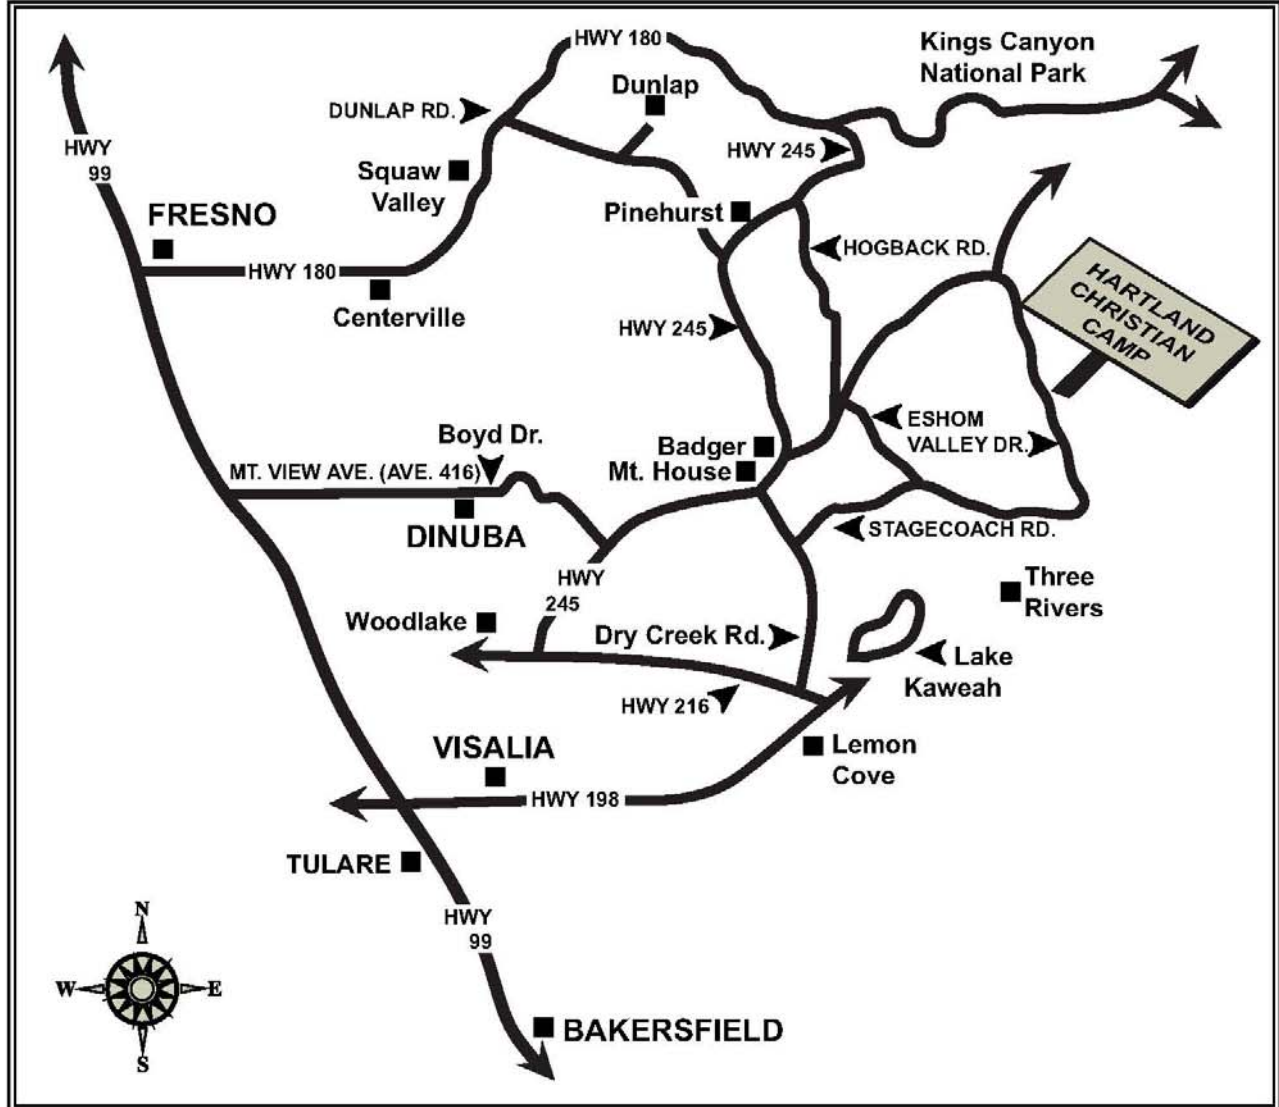 HWY 180
Kings Canyon
National Park
Dunlap
DUNLAP RD.
HWY
99
HWY 245
Squaw
Valley
FRESNO
Pinehurst
HOGBACK RD.
HWY 180
HARTLAND
CHRISTIAN
CAMP
Centerville
HWY 245
ESHOM
VALLEY DR.
Boyd Dr.
Badger
Mt. House
MT. VIEW AVE. (AVE. 416)
DINUBA
STAGECOACH RD.
HWY
245
Three
Rivers
Woodlake
Dry Creek Rd.
Lake
Kaweah
HWY 216
VISALIA
Lemon
Cove
HWY 198
TULARE
HWY
99
N
W E
S
BAKERSFIELD